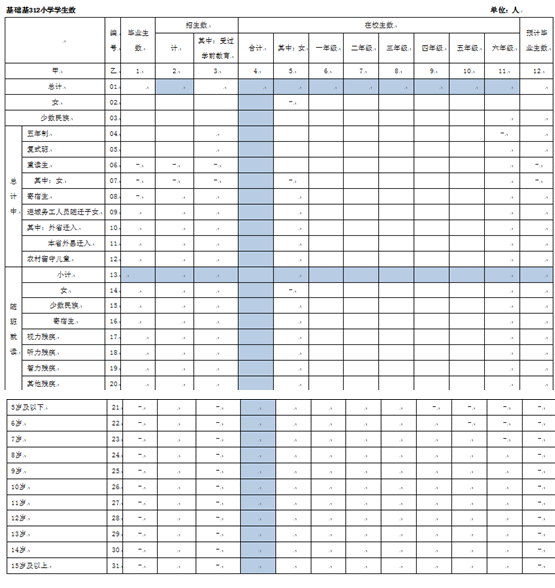 基础基312小学学生数 单位：人
编号 毕业生数 招生数 在校生数 预计毕业生数
计 其中：受过学前教育 合计 其中：女 一年级 二年级 三年级 四年级 五年级 六年级
甲 乙 1 2 3 4 5 6 7 8 9 10 11 12
总计 01
女 02 -
少数民族 03
总计中
五年制 04 -
复式班 05
重读生 06 - - - -
其中：女 07 - - - - -
寄宿生 08 -
进城务工人员随迁子女 09
其中：外省迁入 10
本省外县迁入 11
农村留守儿童 12
随班就读
小计 13
女 14 -
少数民族 15
寄宿生 16
视力残疾 17
听力残疾 18
智力残疾 19
其他残疾 20
5岁及以下 21 - - - - - -
6岁 22 - - - - -
7岁 23 - - - -
8岁 24 - - -
9岁 25 - - -
10岁 26 - - -
11岁 27 - - -
12岁 28 - - -
13岁 29 - - -
14岁 30 - - -
15岁及以上 31 - - -